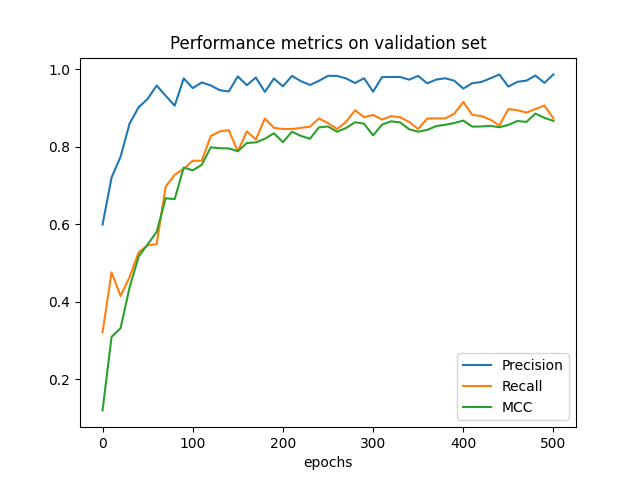 Performance metrics on validation set
1.0
0.8
0.6
0.4
0.2
Precision
Recall
MCC
0 100 200 300 400 500
epochs